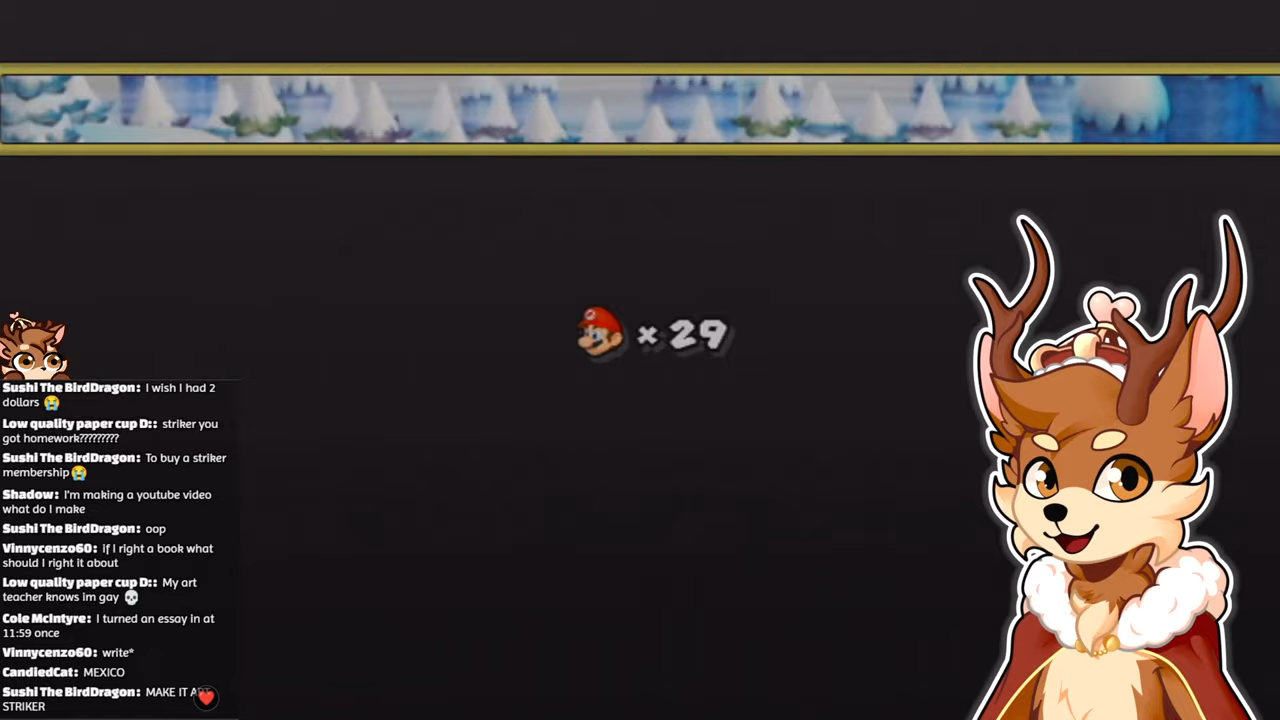 × 29
Sushi The BirdDragon: I wish I had 2
dollars 😭
Low quality paper cup D:: striker you
got homework?????????
Sushi The BirdDragon: To buy a striker
membership😭
Shadow: I'm making a youtube video
what do I make
Sushi The BirdDragon: oop
Vinnycenzo60: if I right a book what
should I right it about
Low quality paper cup D:: My art
teacher knows im gay 💀
Cole McIntyre: I turned an essay in at
11:59 once
Vinnycenzo60: write*
CandiedCat: MEXICO
Sushi The BirdDragon: MAKE IT
STRIKER